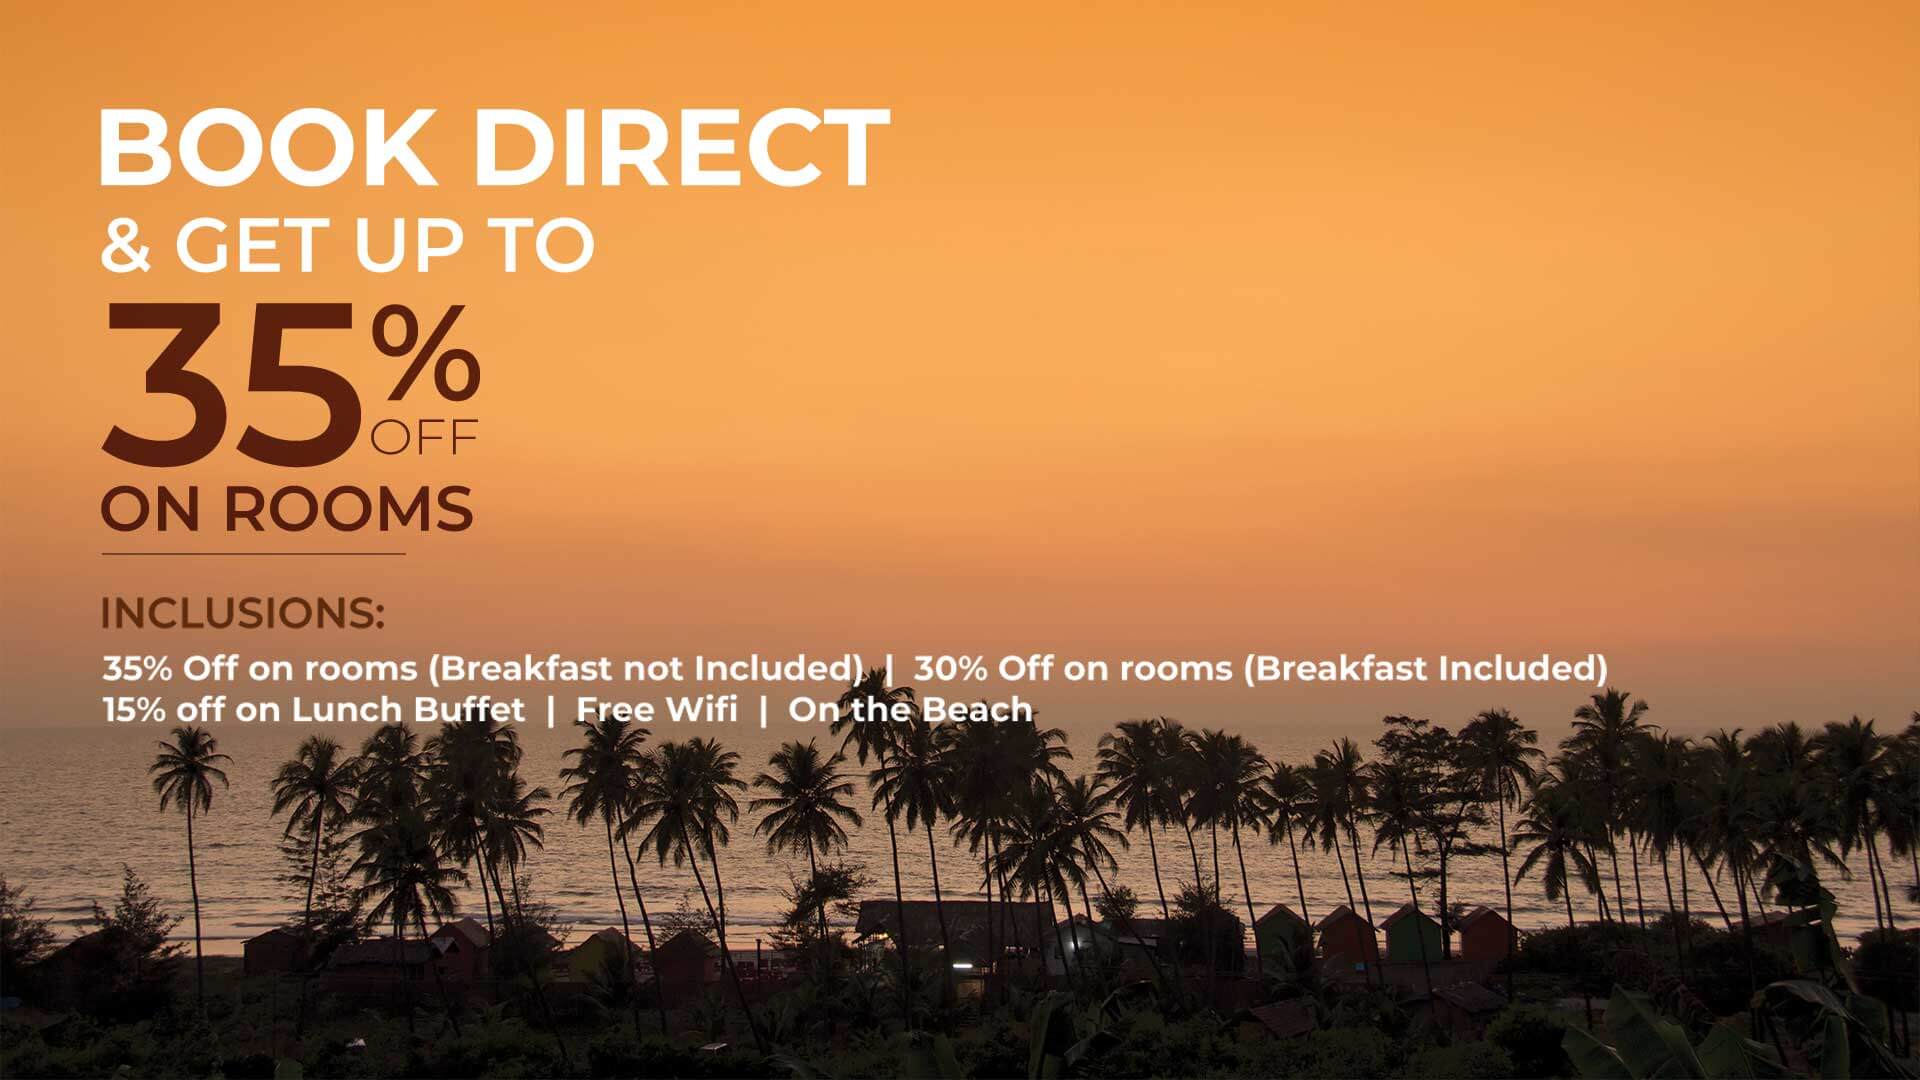 BOOK DIRECT
& GET UP TO
35% OFF
ON ROOMS
INCLUSIONS:
35% Off on rooms (Breakfast not Included) | 30% Off on rooms (Breakfast Included)
15% off on Lunch Buffet | Free Wifi | On the Beach